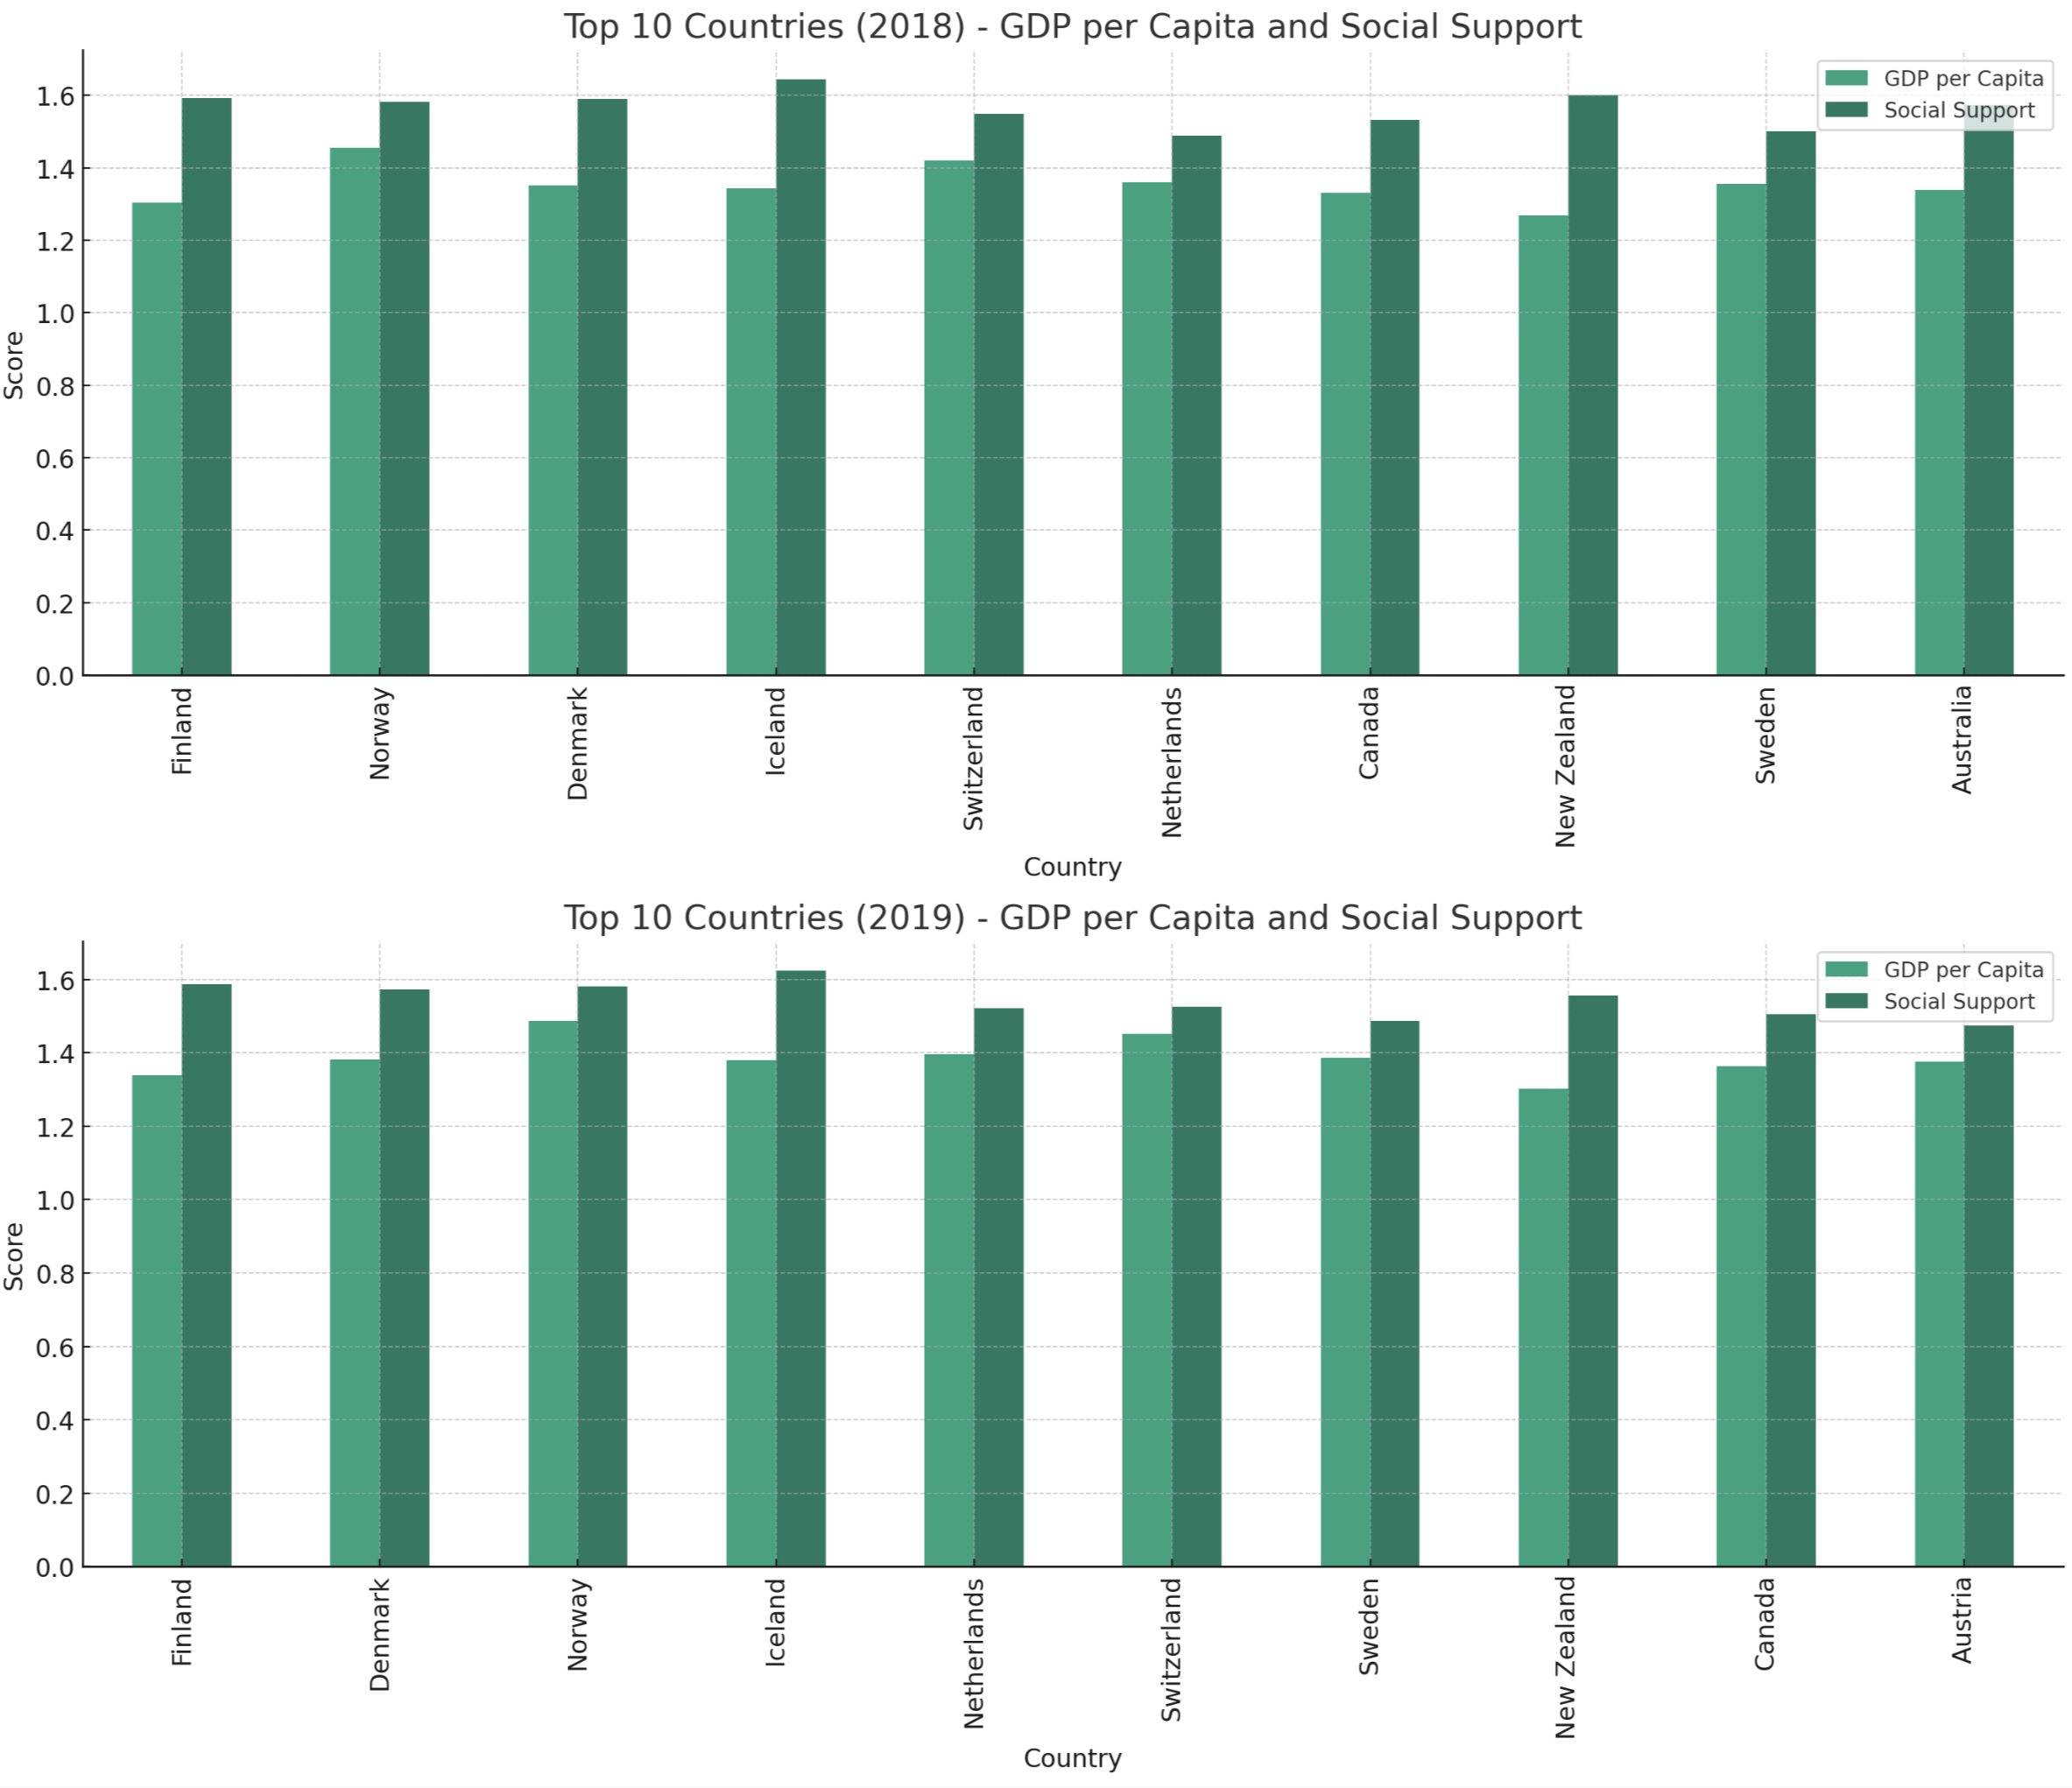 Top 10 Countries (2018) - GDP per Capita and Social Support
GDP per Capita
Social Support
Score
1.6
1.4
1.2
1.0
0.8
0.6
0.4
0.2
0.0
Finland
Norway
Denmark
Iceland
Switzerland
Netherlands
Canada
New Zealand
Sweden
Australia
Country
Top 10 Countries (2019) - GDP per Capita and Social Support
GDP per Capita
Social Support
Score
1.6
1.4
1.2
1.0
0.8
0.6
0.4
0.2
0.0
Finland
Denmark
Norway
Iceland
Netherlands
Switzerland
Sweden
New Zealand
Canada
Austria
Country